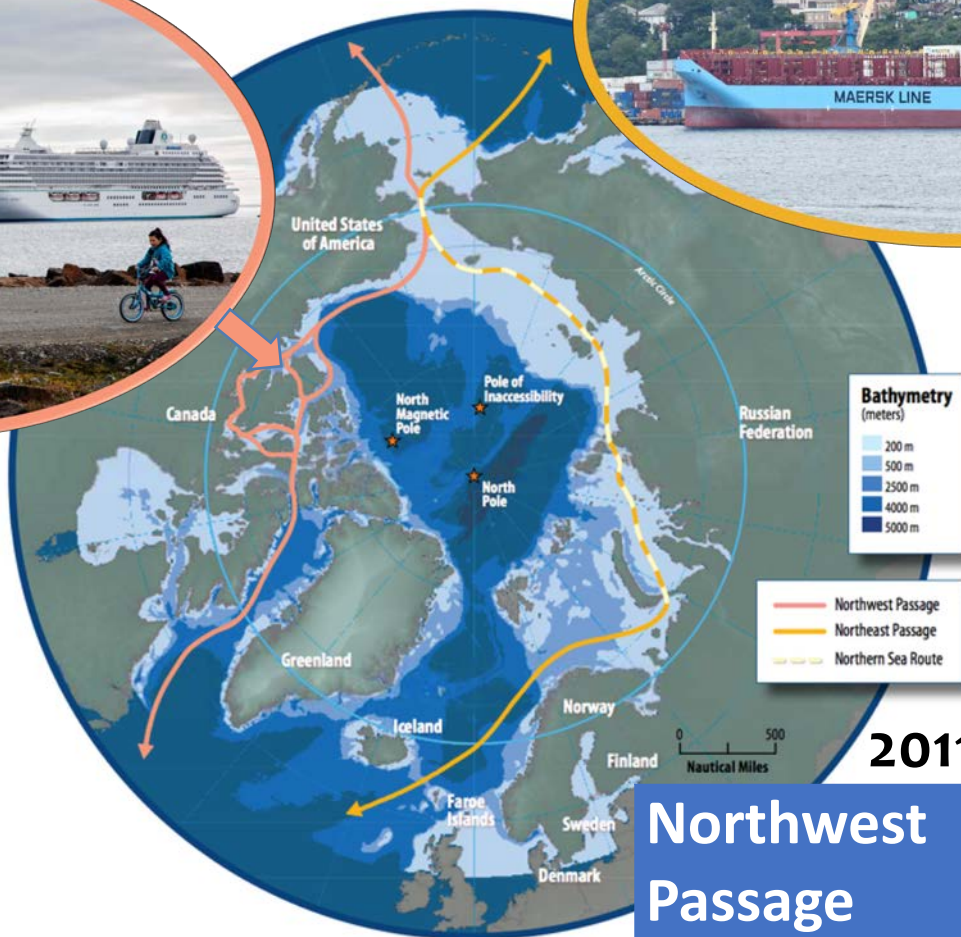 MAERSK LINE
United States
of America
Arctic Circle
Pole of
Inaccessibility
North
Magnetic
Pole
Canada
Russian
Federation
North
Pole
Bathymetry
(meters)
200 m
500 m
2500 m
4000 m
5000 m
Northwest Passage
Northeast Passage
Northern Sea Route
Greenland
Iceland
Norway
0 500
Nautical Miles
Finland
Faroe
Islands
Sweden
Denmark
2011
Northwest
Passage